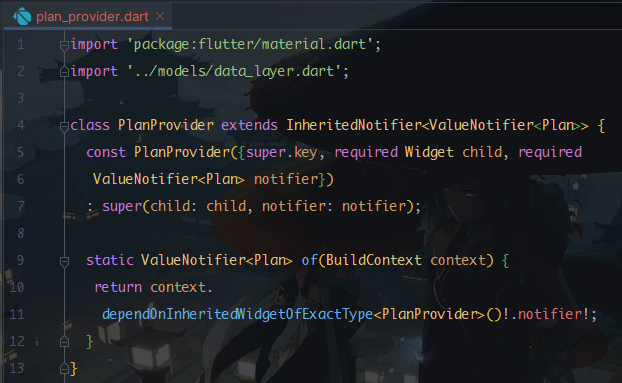 plan_provider.dart
1 import 'package:flutter/material.dart';
2 import '../models/data_layer.dart';
3
4 class PlanProvider extends InheritedNotifier<ValueNotifier<Plan>> {
5 const PlanProvider({super.key, required Widget child, required
6 ValueNotifier<Plan> notifier})
7 : super(child: child, notifier: notifier);
8
9 static ValueNotifier<Plan> of(BuildContext context) {
10 return context.
11 dependOnInheritedWidgetOfExactType<PlanProvider>()!.notifier!;
12 }
13 }